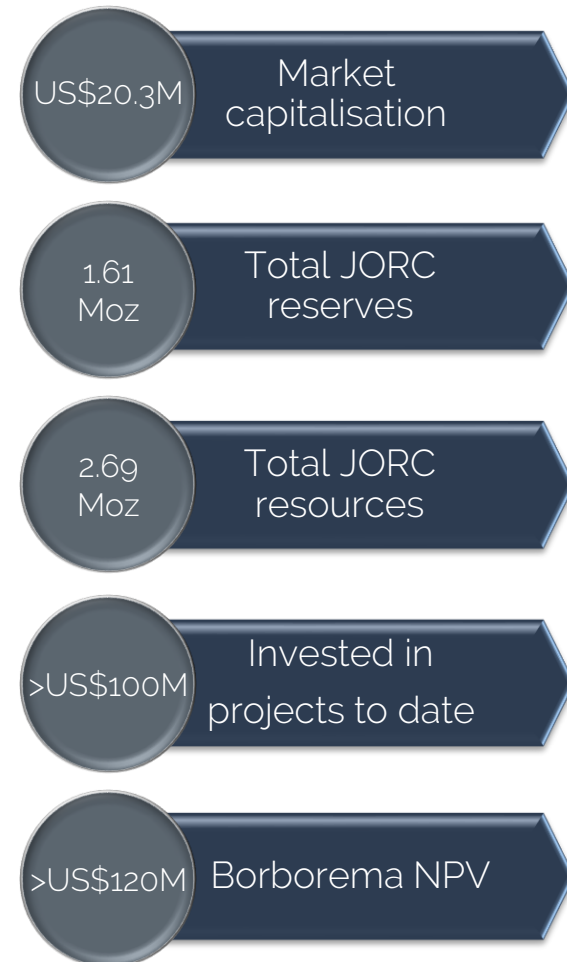 US$20.3M
Market
capitalisation
1.61
Moz
Total JORC
reserves
2.69
Moz
Total JORC
resources
>US$100M
Invested in
projects to date
>US$120M
Borborema NPV